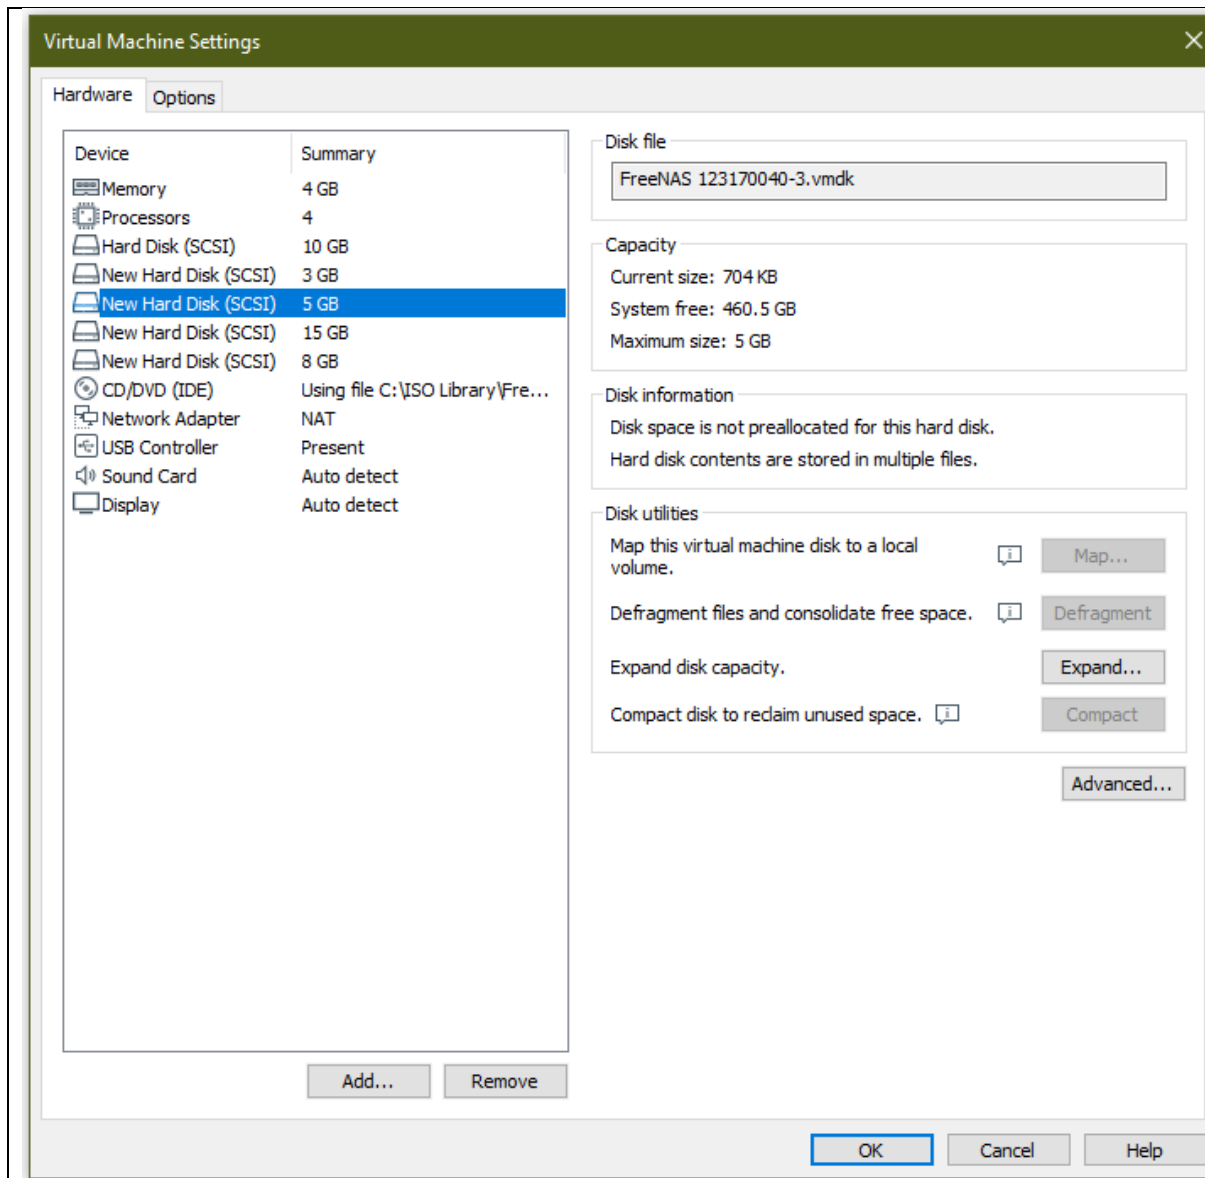 Virtual Machine Settings
Hardware Options
Device Summary
Memory 4 GB
Processors 4
Hard Disk (SCSI) 10 GB
New Hard Disk (SCSI) 3 GB
New Hard Disk (SCSI) 5 GB
New Hard Disk (SCSI) 15 GB
New Hard Disk (SCSI) 8 GB
CD/DVD (IDE) Using file C:\ISO Library\Fre...
Network Adapter NAT
USB Controller Present
Sound Card Auto detect
Display Auto detect
Add... Remove
Disk file
FreeNAS 123170040-3.vmdk
Capacity
Current size: 704 KB
System free: 460.5 GB
Maximum size: 5 GB
Disk information
Disk space is not preallocated for this hard disk.
Hard disk contents are stored in multiple files.
Disk utilities
Map this virtual machine disk to a local
volume.
Map...
Defragment files and consolidate free space.
Defragment
Expand disk capacity.
Expand...
Compact disk to reclaim unused space.
Compact
Advanced...
OK Cancel Help